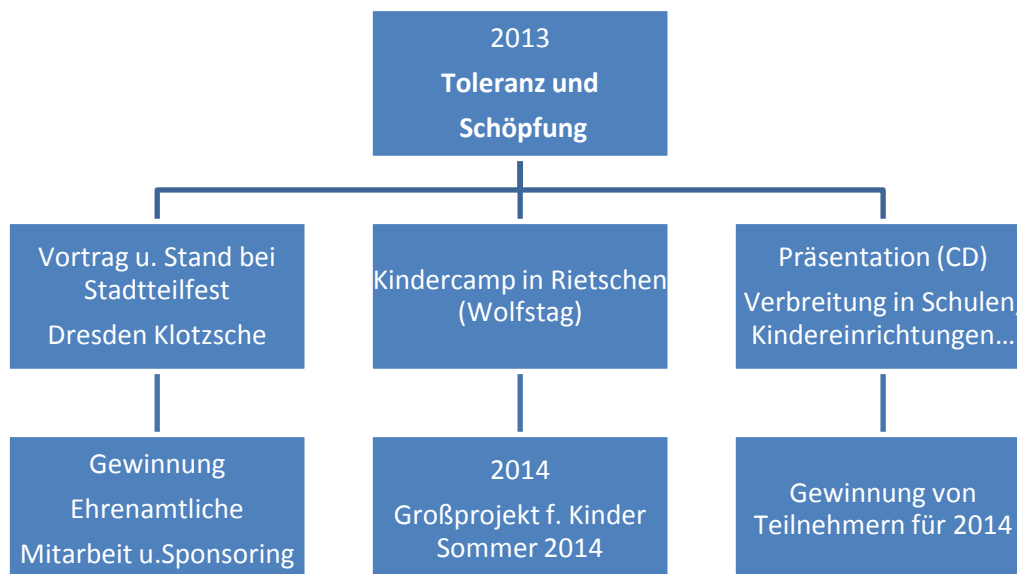 2013
Toleranz und
Schöpfung
Vortrag u. Stand bei
Stadtteilfest
Dresden Klotzsche
Kindercamp in Rietschen
(Wolfstag)
Präsentation (CD)
Verbreitung in Schulen,
Kindereinrichtungen...
Gewinnung
Ehrenamtliche
Mitarbeit u.Sponsoring
2014
Großprojekt f. Kinder
Sommer 2014
Gewinnung von
Teilnehmern für 2014